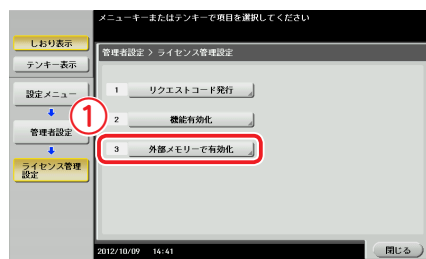 メニューキーまたはテンキーで項目を選択してください
しおり表示
テンキー表示
設定メニュー
管理者設定
ライセンス管理
設定
管理者設定 > ライセンス管理設定
1 リクエストコード発行
2 機能有効化
①
3 外部メモリーで有効化
2012/10/09 14:41
閉じる